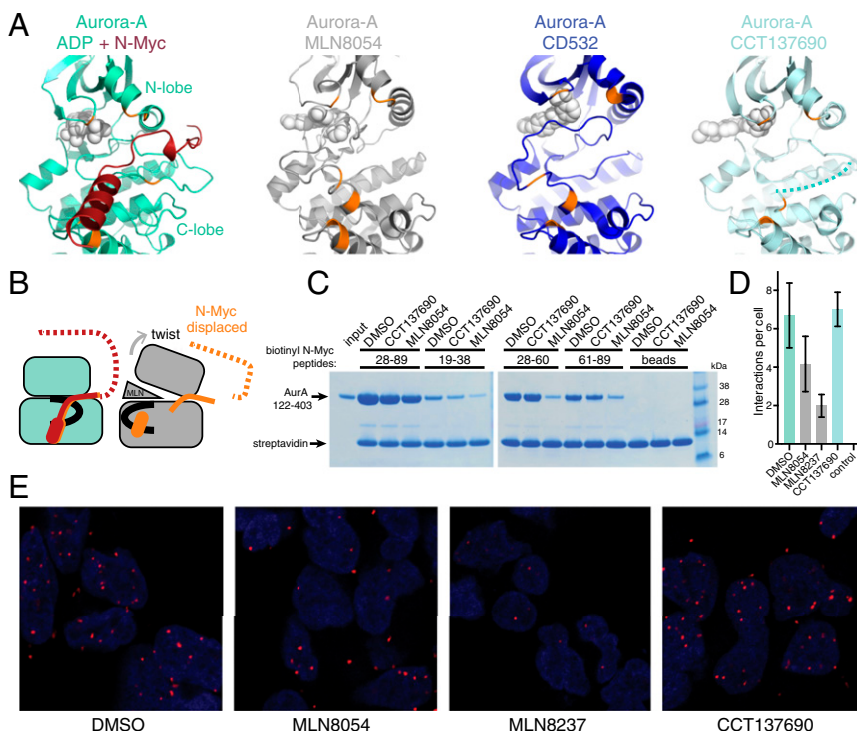 A
Aurora-A
ADP + N-Myc
N-lobe
C-lobe
Aurora-A
MLN8054
Aurora-A
CD532
Aurora-A
CCT137690
B
twist
N-Myc
displaced
MLN
C
input
DMSO
CCT137690
MLN8054
DMSO
CCT137690
MLN8054
DMSO
CCT137690
MLN8054
DMSO
CCT137690
MLN8054
DMSO
CCT137690
MLN8054
biotinyl N-Myc
peptides:
28-89
19-38
28-60
61-89
beads
kDa
AurA
122-403
streptavidin
38
28
17
14
6
D
Interactions per cell
8
6
4
2
0
DMSO
MLN8054
MLN8237
CCT137690
control
E
DMSO
MLN8054
MLN8237
CCT137690